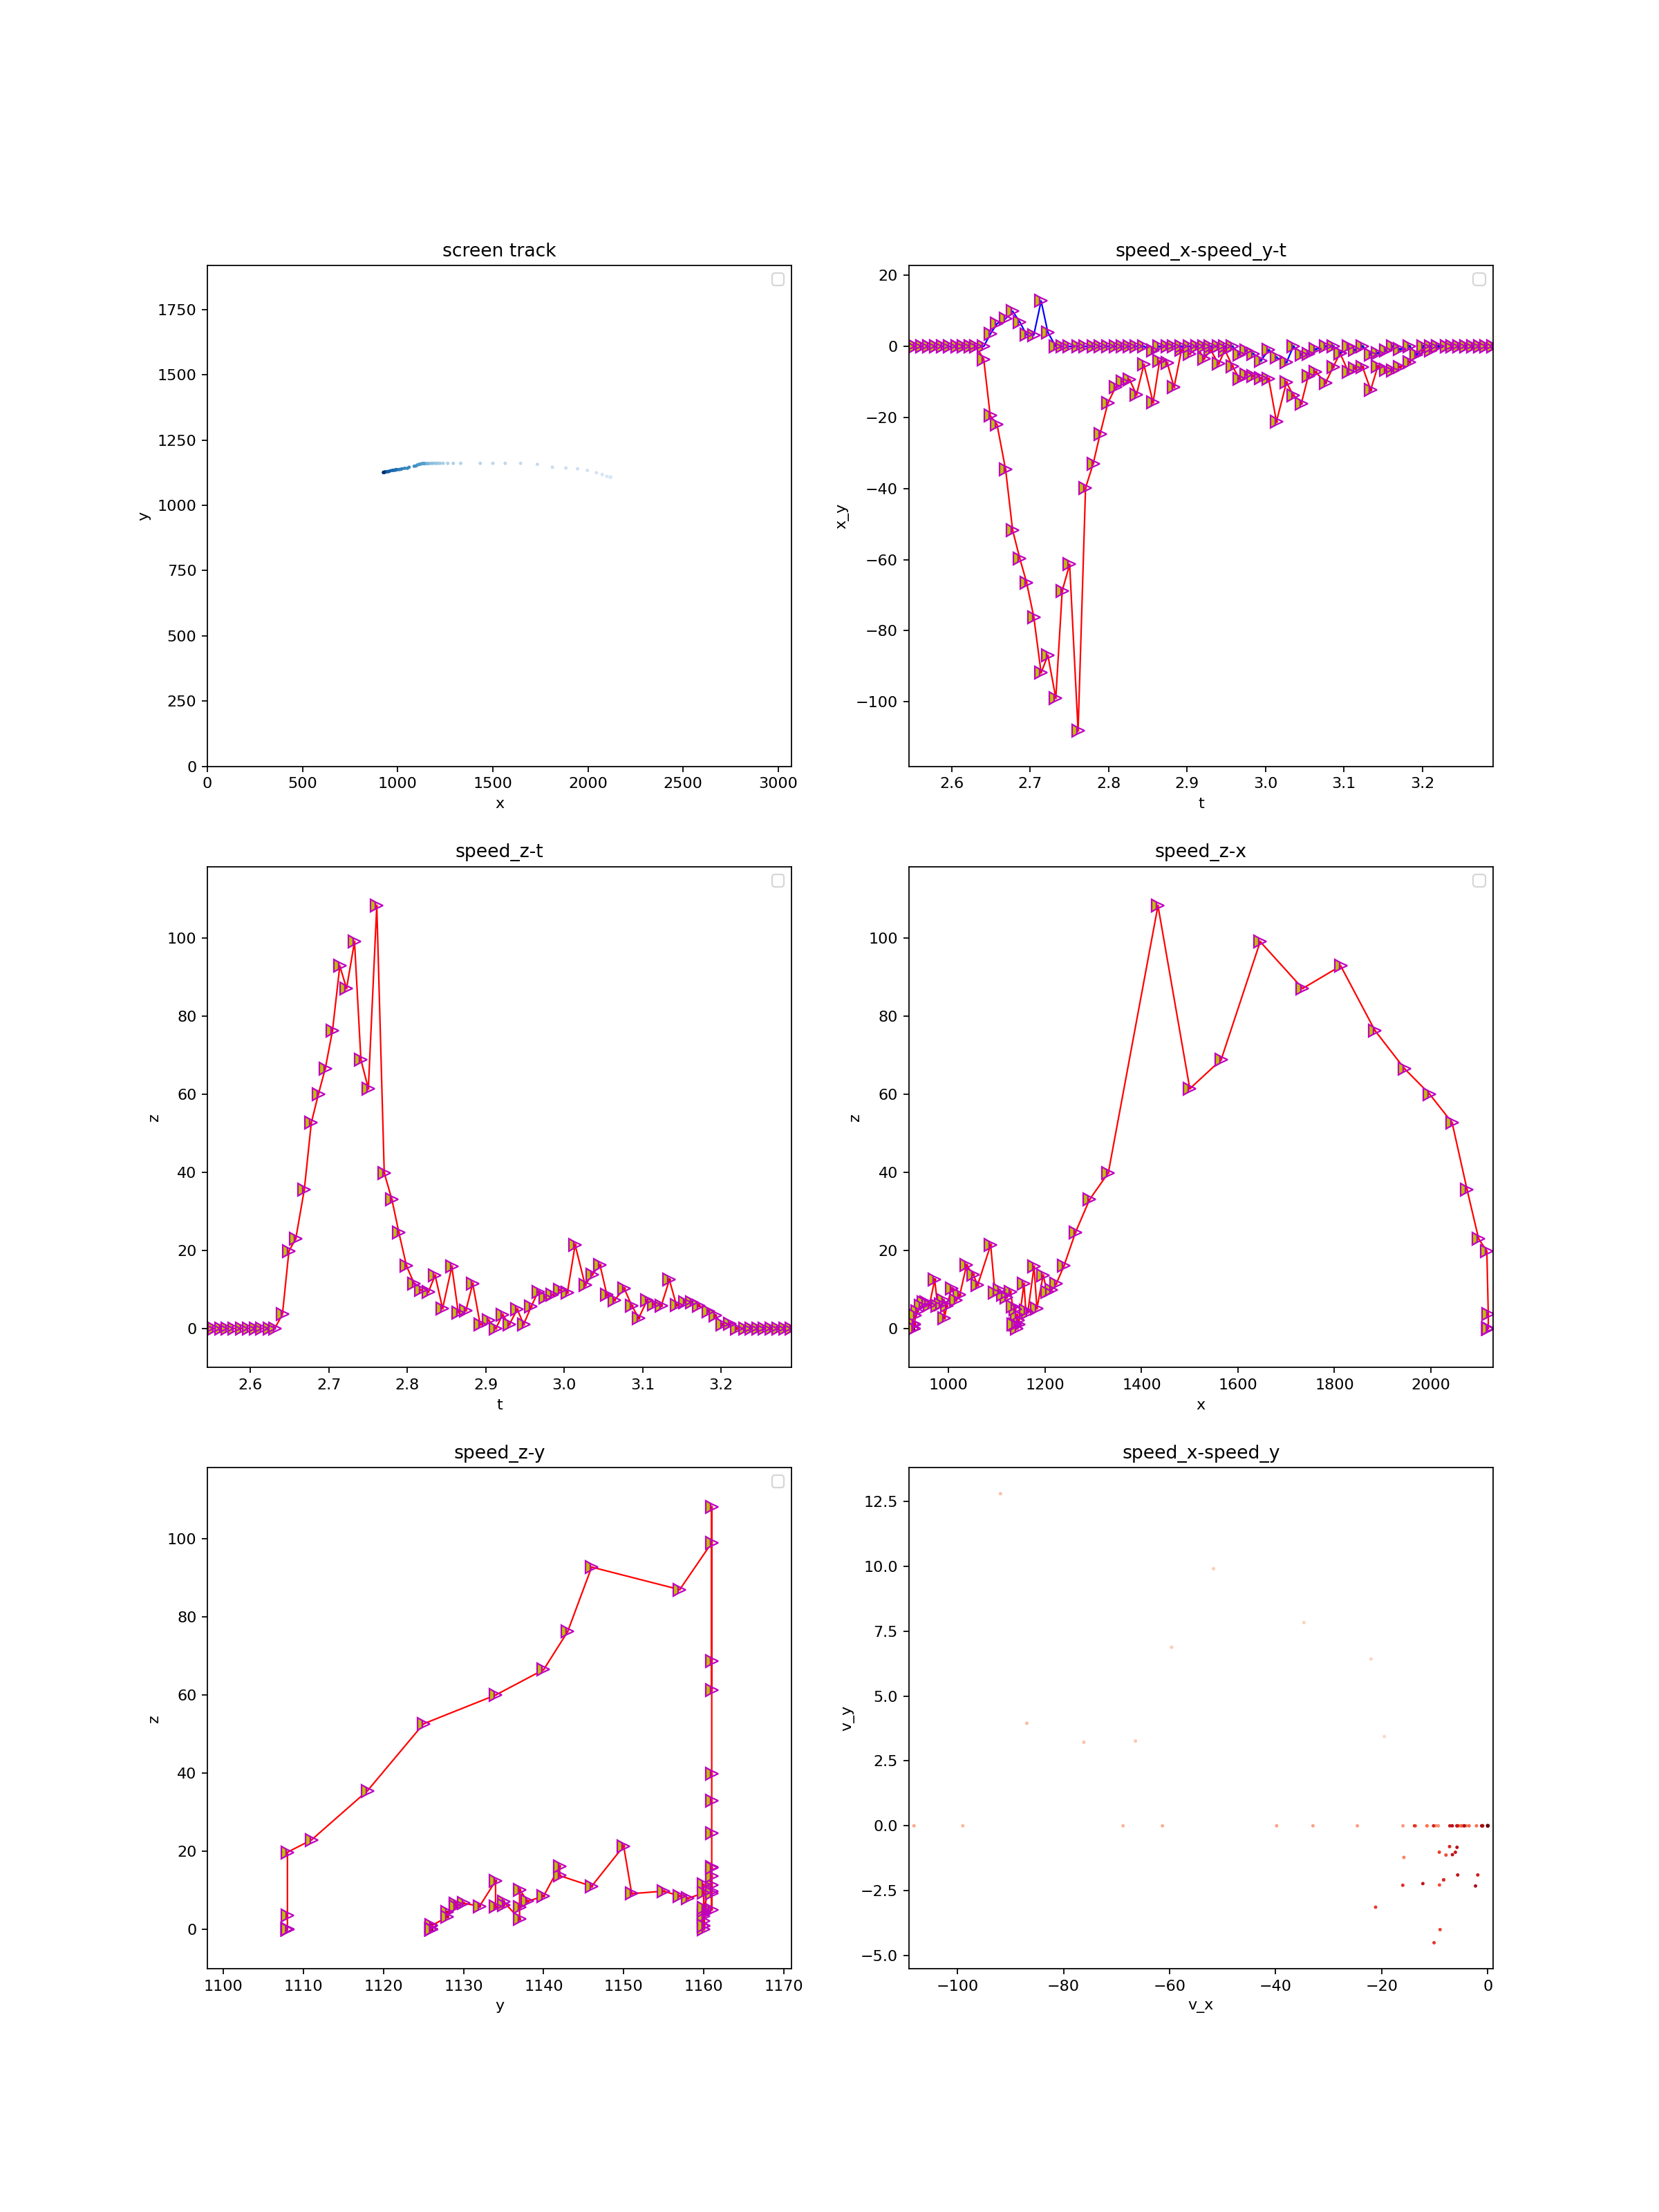 screen track
1750
1500
1250
1000
750
500
250
0
y
0 500 1000 1500 2000 2500 3000
x
speed_x-speed_y-t
20
0
−20
−40
−60
−80
−100
x_y
2.6 2.7 2.8 2.9 3.0 3.1 3.2
t
speed_z-t
100
80
60
40
20
0
z
2.6 2.7 2.8 2.9 3.0 3.1 3.2
t
speed_z-x
100
80
60
40
20
0
z
1000 1200 1400 1600 1800 2000
x
speed_z-y
100
80
60
40
20
0
z
1100 1110 1120 1130 1140 1150 1160 1170
y
speed_x-speed_y
12.5
10.0
7.5
5.0
2.5
0.0
−2.5
−5.0
v_y
−100 −80 −60 −40 −20 0
v_x